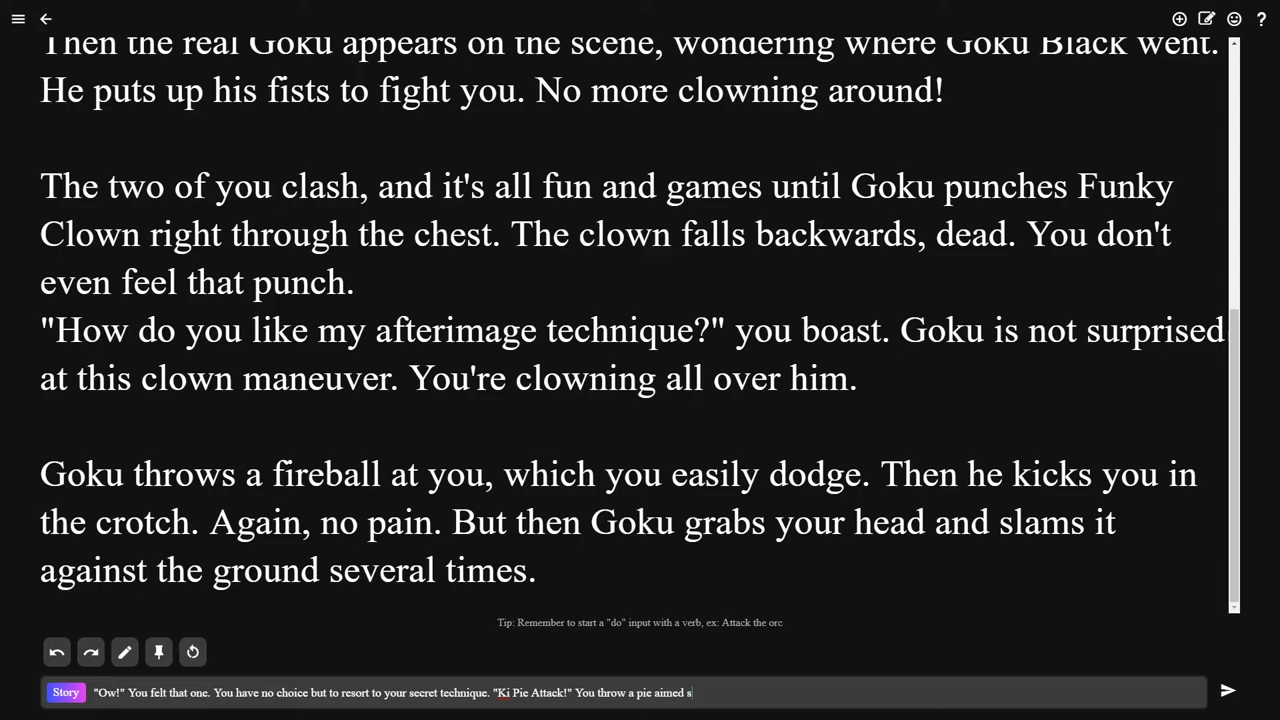 Then the real Goku appears on the scene, wondering where Goku Black went.
He puts up his fists to fight you. No more clowning around!
The two of you clash, and it's all fun and games until Goku punches Funky
Clown right through the chest. The clown falls backwards, dead. You don't
even feel that punch.
"How do you like my afterimage technique?" you boast. Goku is not surprised
at this clown maneuver. You're clowning all over him.
Goku throws a fireball at you, which you easily dodge. Then he kicks you in
the crotch. Again, no pain. But then Goku grabs your head and slams it
against the ground several times.
Tip: Remember to start a "do" input with a verb, ex: Attack the orc
Story "Ow!" You felt that one. You have no choice but to resort to your secret technique. "Ki Pie Attack!" You throw a pie aimed s